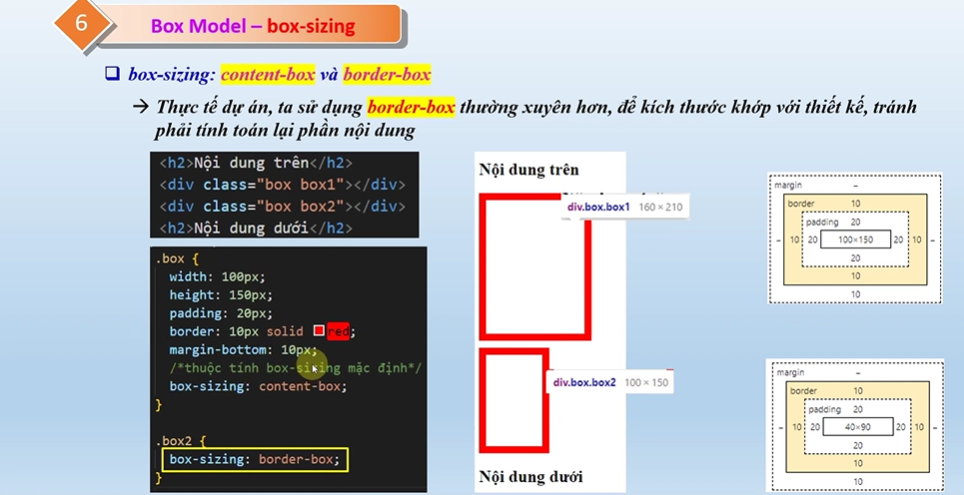 6
Box Model – box-sizing
box-sizing: content-box và border-box
→ Thực tế dự án, ta sử dụng border-box thường xuyên hơn, để kích thước khớp với thiết kế, tránh
phải tính toán lại phần nội dung
<h2>Nội dung trên</h2>
<div class="box box1"></div>
<div class="box box2"></div>
<h2>Nội dung dưới</h2>
.box {
width: 100px;
height: 150px;
padding: 20px;
border: 10px solid red;
margin-bottom: 10px;
/*thuộc tính box-sizing mặc định*/
box-sizing: content-box;
}
.box2 {
box-sizing: border-box;
}
Nội dung trên
div.box.box1 160 × 210
div.box.box2 100 × 150
Nội dung dưới
margin -
border 10
padding 20
- 10 20 100×150 20 10 -
20
10
10
margin -
border 10
padding 20
- 10 20 40×90 20 10 -
20
10
10